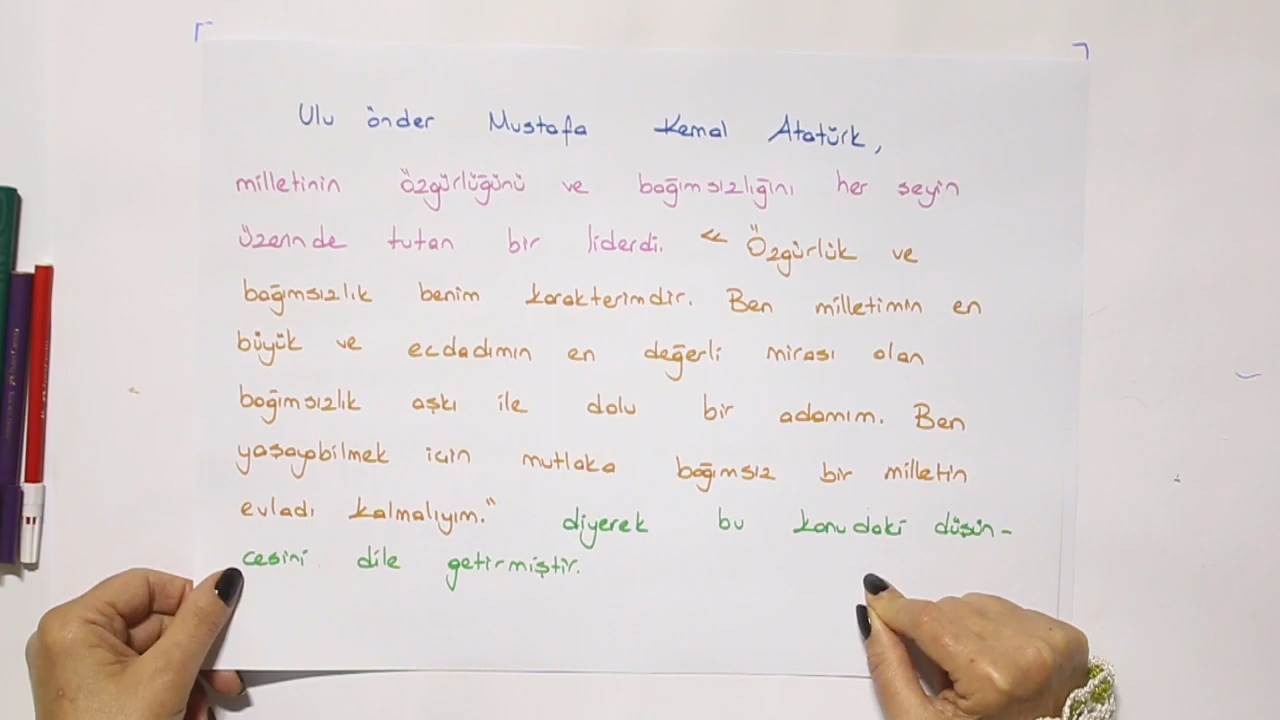 Ulu önder Mustafa Kemal Atatürk,
milletinin özgürlüğünü ve bağımsızlığını her seyin
üzerinde tutan bir liderdi. " Özgürlük ve
bağımsızlık benim karakterimdir. Ben milletimin en
büyük ve ecdadımın en değerli mirası olan
bağımsızlık aşkı ile dolu bir adamım. Ben
yaşayabilmek için mutlaka bağımsız bir milletin
evladı kalmalıyım." diyerek bu konudaki düşün-
cesini dile getirmiştir.